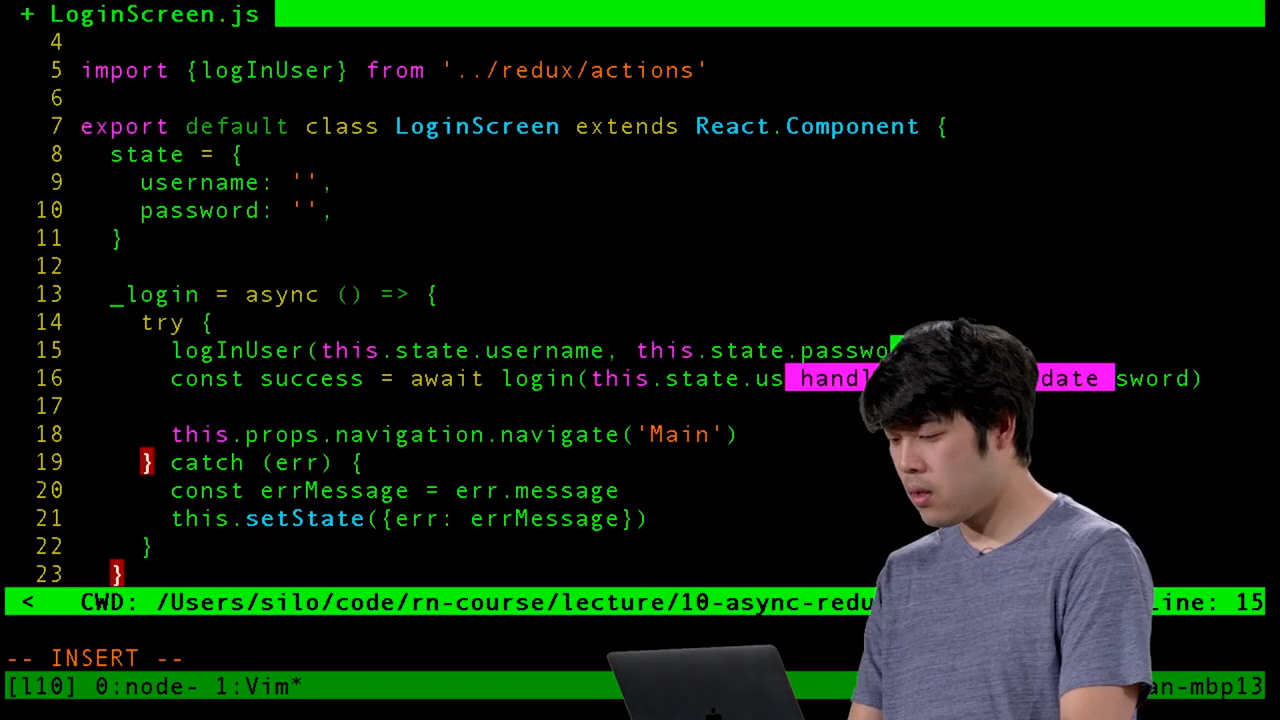 + LoginScreen.js
4
5 import {logInUser} from '../redux/actions'
6
7 export default class LoginScreen extends React.Component {
8 state = {
9 username: '',
10 password: '',
11 }
12
13 _login = async () => {
14 try {
15 logInUser(this.state.username, this.state.passwo
16 const success = await login(this.state.us handl date sword)
17
18 this.props.navigation.navigate('Main')
19 } catch (err) {
20 const errMessage = err.message
21 this.setState({err: errMessage})
22 }
23 }
< CWD: /Users/silo/code/rn-course/lecture/10-async-redu Line: 15
-- INSERT --
[l10] 0:node- 1:Vim* an-mbp13